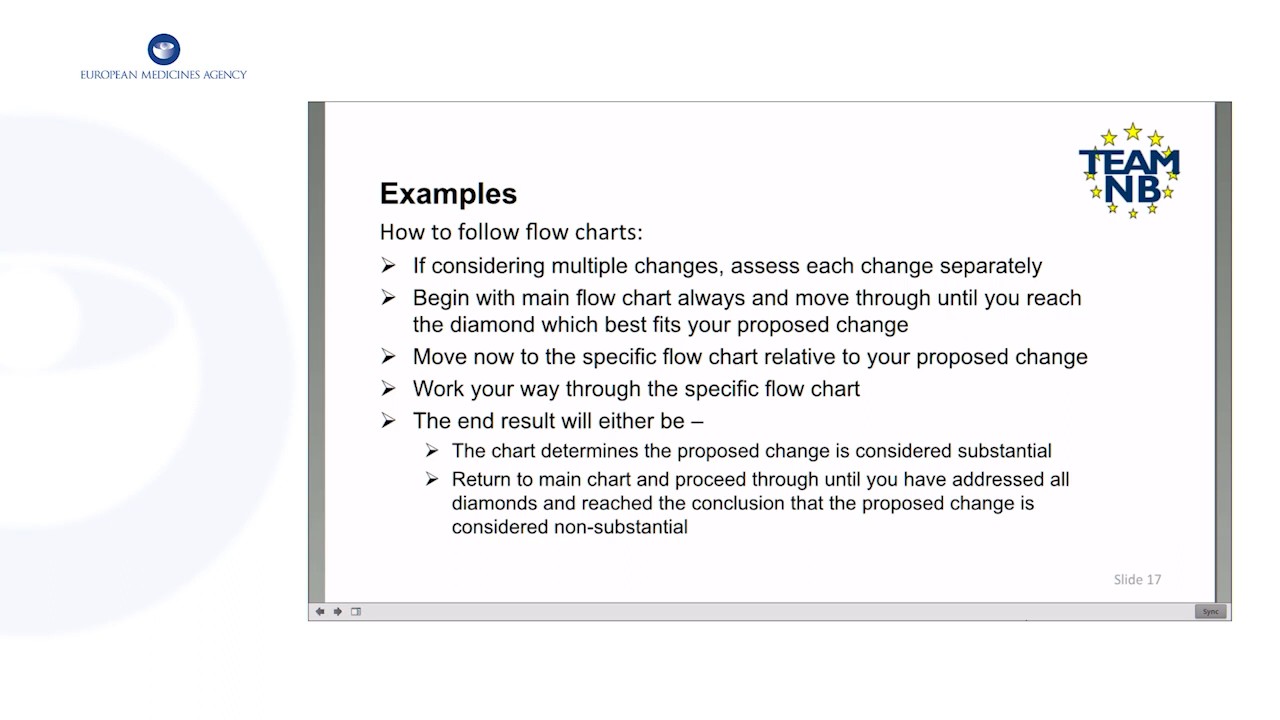 EUROPEAN MEDICINES AGENCY
TEAM
NB
Examples
How to follow flow charts:
➢ If considering multiple changes, assess each change separately
➢ Begin with main flow chart always and move through until you reach
the diamond which best fits your proposed change
➢ Move now to the specific flow chart relative to your proposed change
➢ Work your way through the specific flow chart
➢ The end result will either be –
➢ The chart determines the proposed change is considered substantial
➢ Return to main chart and proceed through until you have addressed all
diamonds and reached the conclusion that the proposed change is
considered non-substantial
Slide 17
Sync